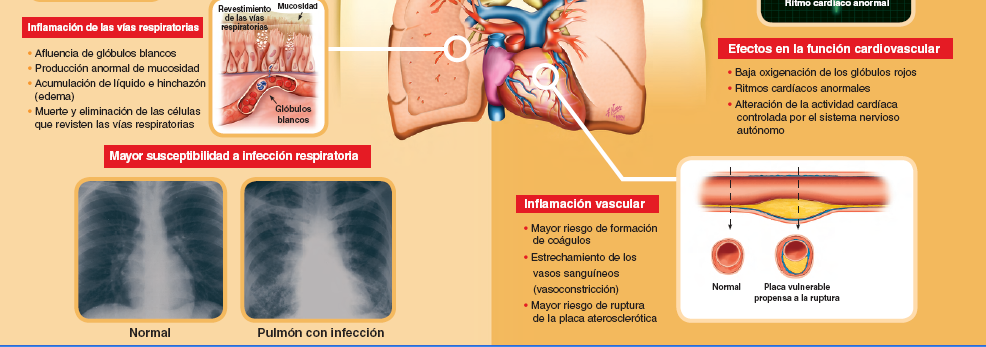 Ritmo cardíaco anormal
Inflamación de las vías respiratorias
Afluencia de glóbulos blancos
Producción anormal de mucosidad
Acumulación de líquido e hinchazón
(edema)
Muerte y eliminación de las células
que revisten las vías respiratorias
Revestimiento
de las vías
respiratorias
Mucosidad
Glóbulos
blancos
Mayor susceptibilidad a infección respiratoria
Normal
Pulmón con infección
Efectos en la función cardiovascular
Baja oxigenación de los glóbulos rojos
Ritmos cardíacos anormales
Alteración de la actividad cardíaca
controlada por el sistema nervioso
autónomo
Inflamación vascular
Mayor riesgo de formación
de coágulos
Estrechamiento de los
vasos sanguíneos
(vasoconstricción)
Mayor riesgo de ruptura
de la placa aterosclerótica
Normal
Placa vulnerable
propensa a la ruptura